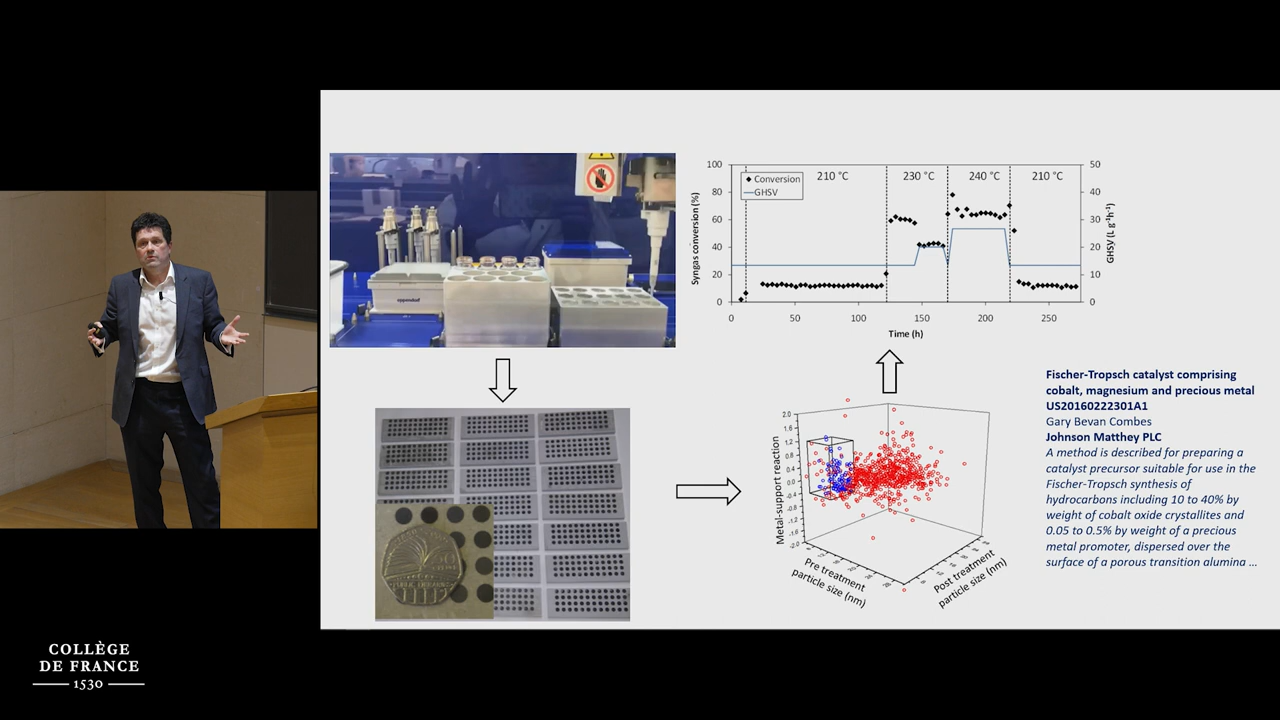 eppendorf
100
80
60
40
20
0
50
40
30
20
10
0
0
50
100
150
200
250
Syngas conversion (%)
GHSV (L g⁻¹h⁻¹)
Time (h)
Conversion
GHSV
210 °C
230 °C
240 °C
210 °C
2.0
1.6
1.2
0.8
0.4
0.0
-0.4
-0.8
-1.2
-1.6
-2.0
Metal-support reaction
Pre treatment
particle size (nm)
Post treatment
particle size (nm)
Fischer-Tropsch catalyst comprising
cobalt, magnesium and precious metal
US20160222301A1
Gary Bevan Combes
Johnson Matthey PLC
A method is described for preparing a
catalyst precursor suitable for use in the
Fischer-Tropsch synthesis of
hydrocarbons including 10 to 40% by
weight of cobalt oxide crystallites and
0.05 to 0.5% by weight of a precious
metal promoter, dispersed over the
surface of a porous transition alumina ...
COLLÈGE
DE FRANCE
1530